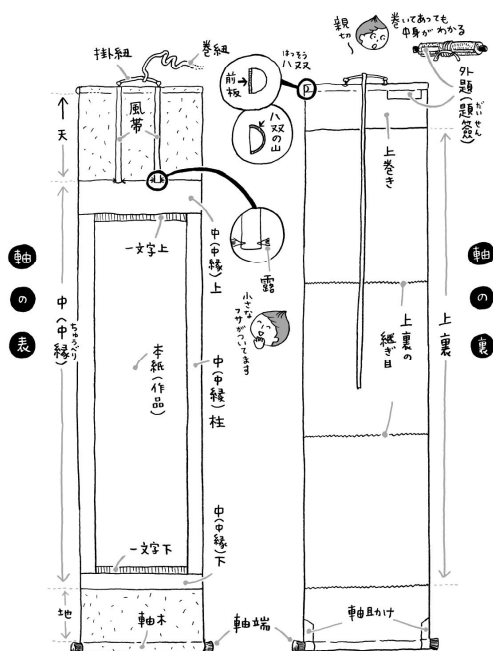 軸の表
掛紐
巻紐
風帯
天
中(中縁)
ちゅうべり
地
一文字上
中(中縁)上
本紙(作品)
中(中縁)柱
一文字下
中(中縁)下
軸木
軸端
露
小さな
フサがついてます
はっそう
八双
前板
八双の山
親切
巻いてあっても
中身がわかる
外題(題簽)
だいせん
上巻き
上裏の
継ぎ目
上裏
軸助け
軸の裏